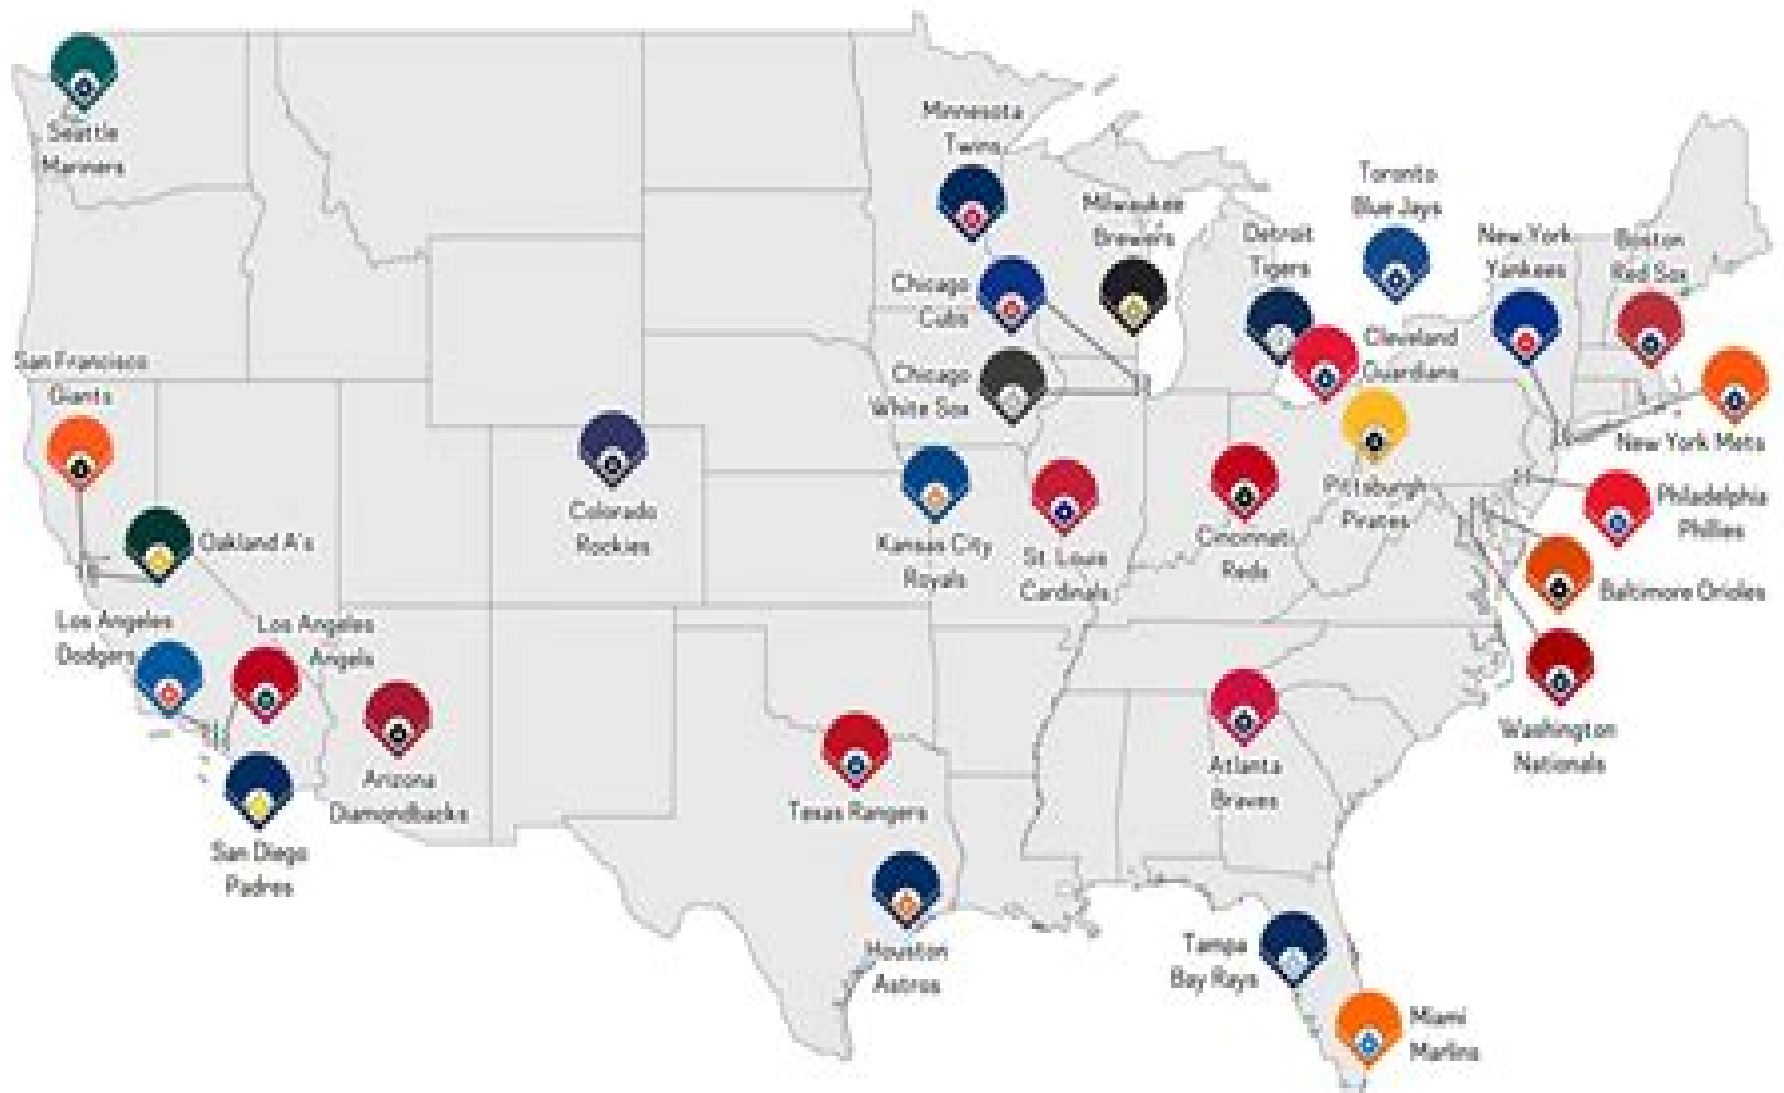 Seattle
Mariners
Minnesota
Twins
Toronto
Blue Jays
Milwaukee
Brewers
Detroit
Tigers
New York
Yankees
Boston
Red Sox
Chicago
Cubs
Cleveland
Guardians
San Francisco
Giants
Chicago
White Sox
New York Mets
Colorado
Rockies
Kansas City
Royals
St. Louis
Cardinals
Cincinnati
Reds
Pittsburgh
Pirates
Philadelphia
Phillies
Oakland A's
Baltimore Orioles
Los Angeles
Dodgers
Los Angeles
Angels
Washington
Nationals
Arizona
Diamondbacks
Texas Rangers
Atlanta
Braves
San Diego
Padres
Houston
Astros
Tampa
Bay Rays
Miami
Marlins